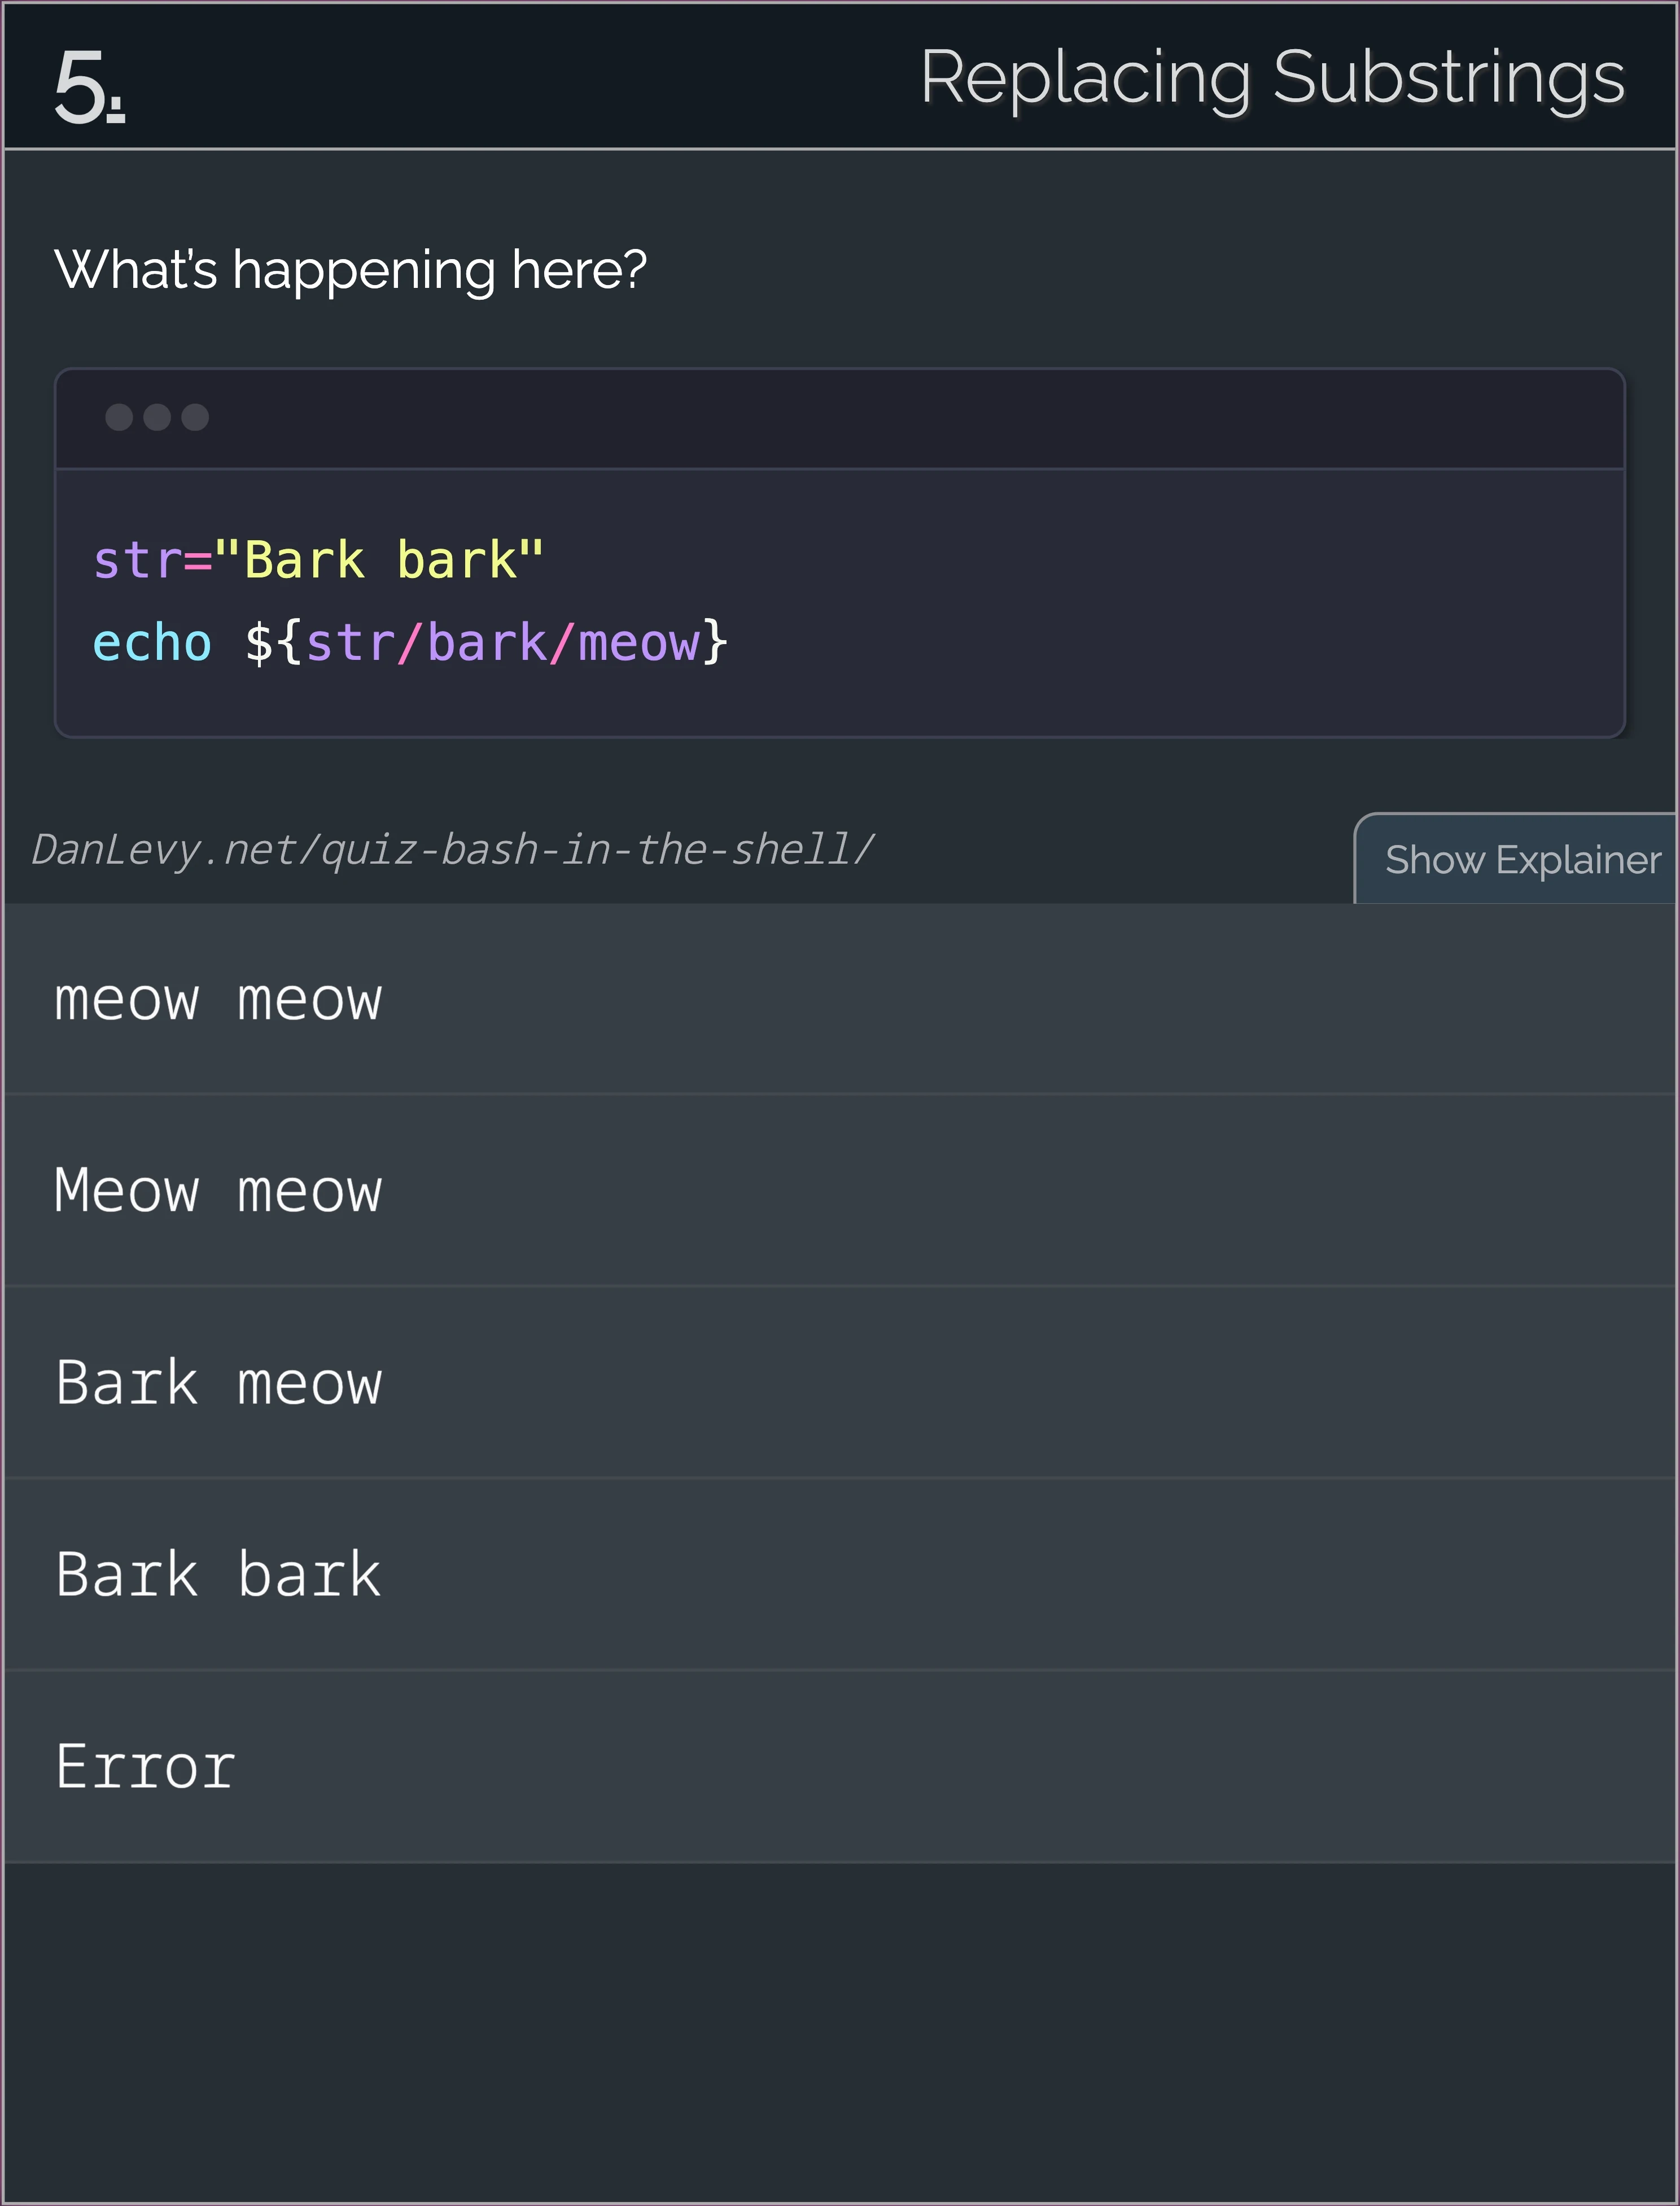 5.
Replacing Substrings
What's happening here?
str="Bark bark"
echo ${str/bark/meow}
DanLevy.net/quiz-bash-in-the-shell/
Show Explainer
meow meow
Meow meow
Bark meow
Bark bark
Error